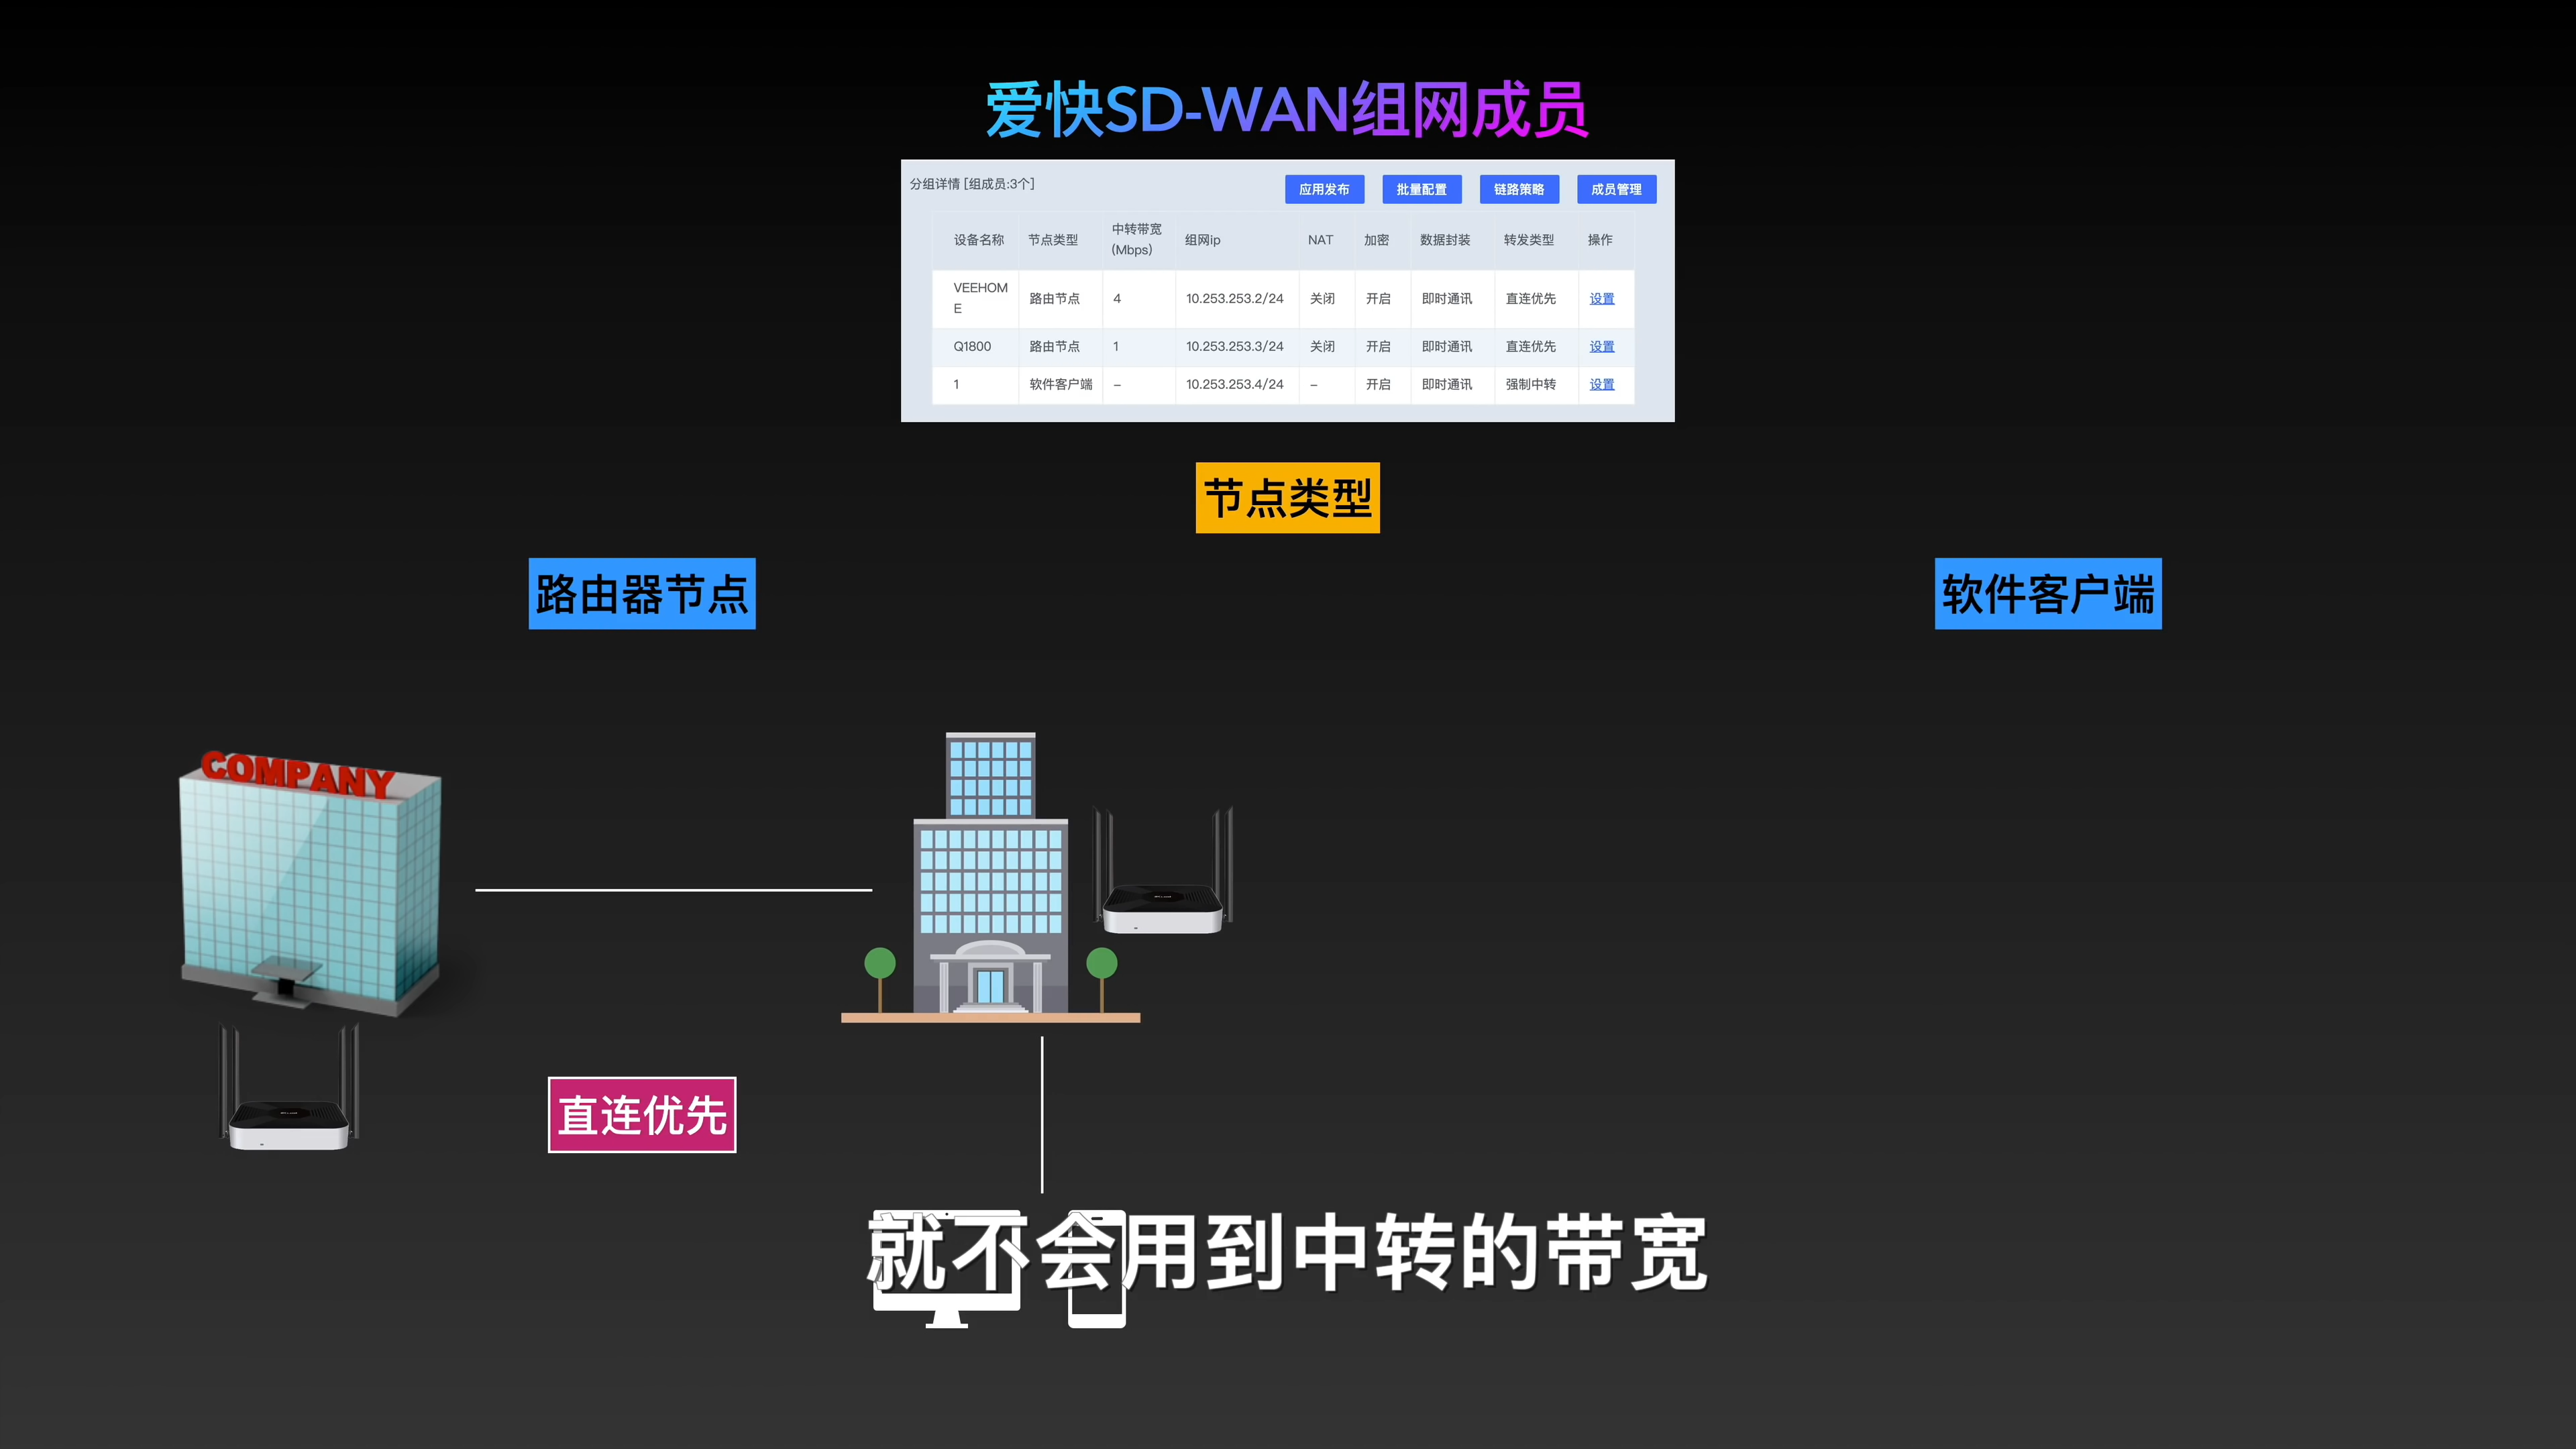 爱快SD-WAN组网成员
分组详情 [组成员:3个]
应用发布 批量配置 链路策略 成员管理
设备名称 节点类型 中转带宽(Mbps) 组网ip NAT 加密 数据封装 转发类型 操作
VEEHOME 路由节点 4 10.253.253.2/24 关闭 开启 即时通讯 直连优先 设置
Q1800 路由节点 1 10.253.253.3/24 关闭 开启 即时通讯 直连优先 设置
1 软件客户端 – 10.253.253.4/24 – 开启 即时通讯 强制中转 设置
节点类型
路由器节点
软件客户端
COMPANY
直连优先
就不会用到中转的带宽